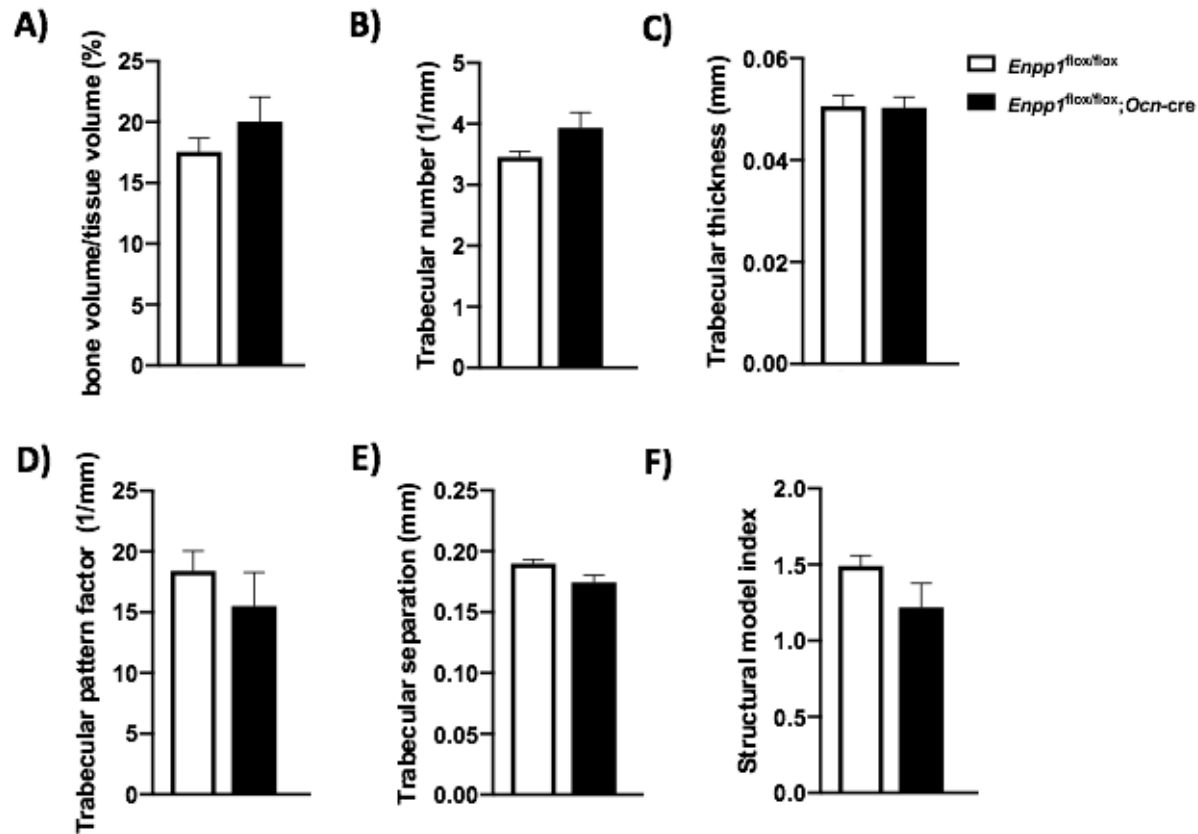 A)
bone volume/tissue volume (%)
25
20
15
10
5
0
B)
Trabecular number (1/mm)
5
4
3
2
1
0
C)
Trabecular thickness (mm)
0.06
0.04
0.02
0.00
Enpp1flox/flox
Enpp1flox/flox;Ocn-cre
D)
Trabecular pattern factor (1/mm)
25
20
15
10
5
0
E)
Trabecular separation (mm)
0.25
0.20
0.15
0.10
0.05
0.00
F)
Structural model index
2.0
1.5
1.0
0.5
0.0